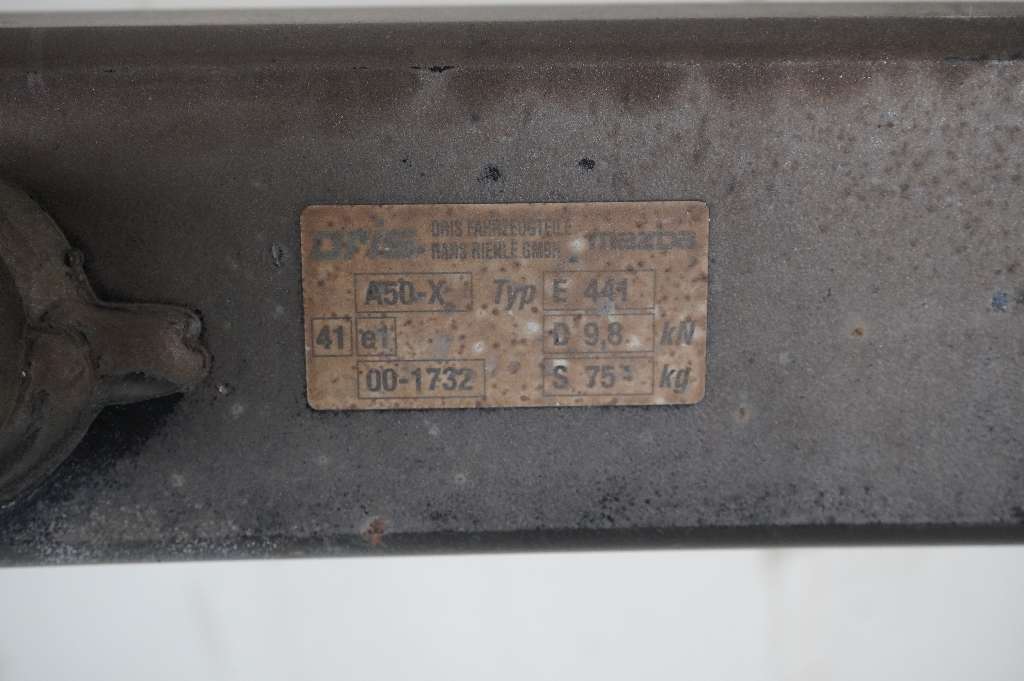 Oris. ORIS FAHRZEUGTEILE mazda
HANS RIEHLE GMBH
A50-X Typ E 441
41 e1 D 9,8 kN
00-1732 S 75 kg